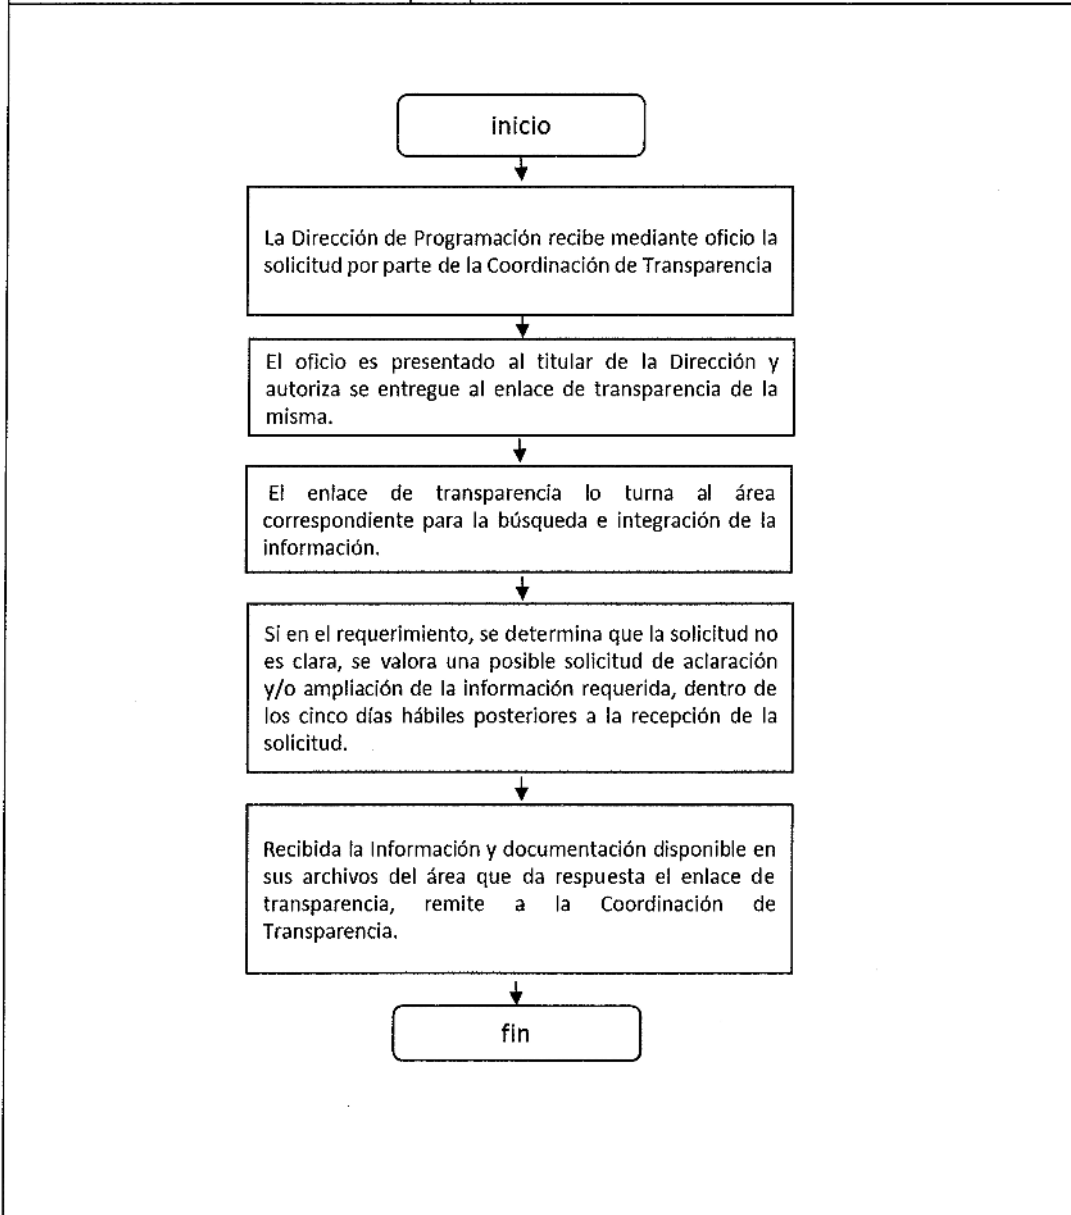 inicio
La Dirección de Programación recibe mediante oficio la
solicitud por parte de la Coordinación de Transparencia
El oficio es presentado al titular de la Dirección y
autoriza se entregue al enlace de transparencia de la
misma.
El enlace de transparencia lo turna al área
correspondiente para la búsqueda e integración de la
información.
Si en el requerimiento, se determina que la solicitud no
es clara, se valora una posible solicitud de aclaración
y/o ampliación de la información requerida, dentro de
los cinco días hábiles posteriores a la recepción de la
solicitud.
Recibida la Información y documentación disponible en
sus archivos del área que da respuesta el enlace de
transparencia, remite a la Coordinación de
Transparencia.
fin